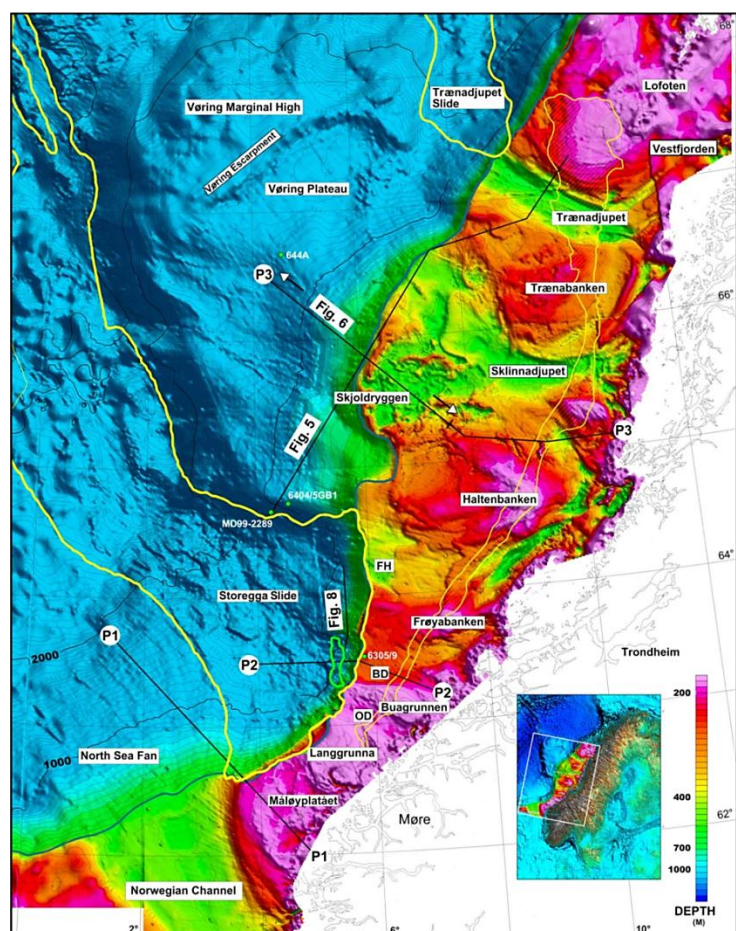 68°
Lofoten
Trænadjupet
Slide
Vøring Marginal High
Vestfjorden
Vøring Escarpment
Vøring Plateau
Trænadjupet
644A
P3
Trænabanken
66°
Fig. 6
Sklinnadjupet
Skjoldryggen
Fig. 5
P3
6404/5GB1
Haltenbanken
MD99-2289
64°
FH
Storegga Slide
Fig. 8
P1
Frøyabanken
2000
P2
6305/9
Trondheim
BD
P2
Buagrunnen
OD
200
1000
North Sea Fan
Langgrunna
Måløyplatået
400
Møre
62°
700
1000
P1
Norwegian Channel
DEPTH
(M)
2°
6°
10°